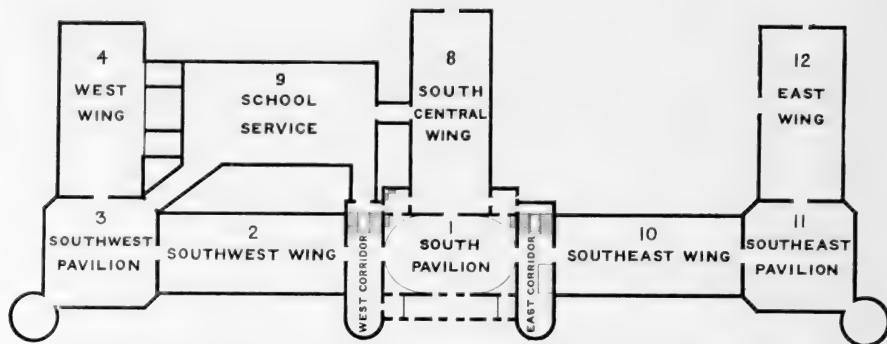 4
WEST
WING
9
SCHOOL
SERVICE
8
SOUTH
CENTRAL
WING
12
EAST
WING
3
SOUTHWEST
PAVILION
2
SOUTHWEST WING
WEST CORRIDOR
1
SOUTH
PAVILION
EAST CORRIDOR
10
SOUTHEAST WING
11
SOUTHEAST
PAVILION